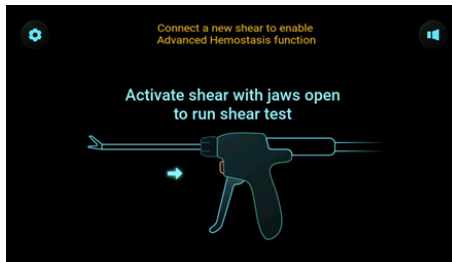 Connect a new shear to enable
Advanced Hemostasis function
Activate shear with jaws open
to run shear test